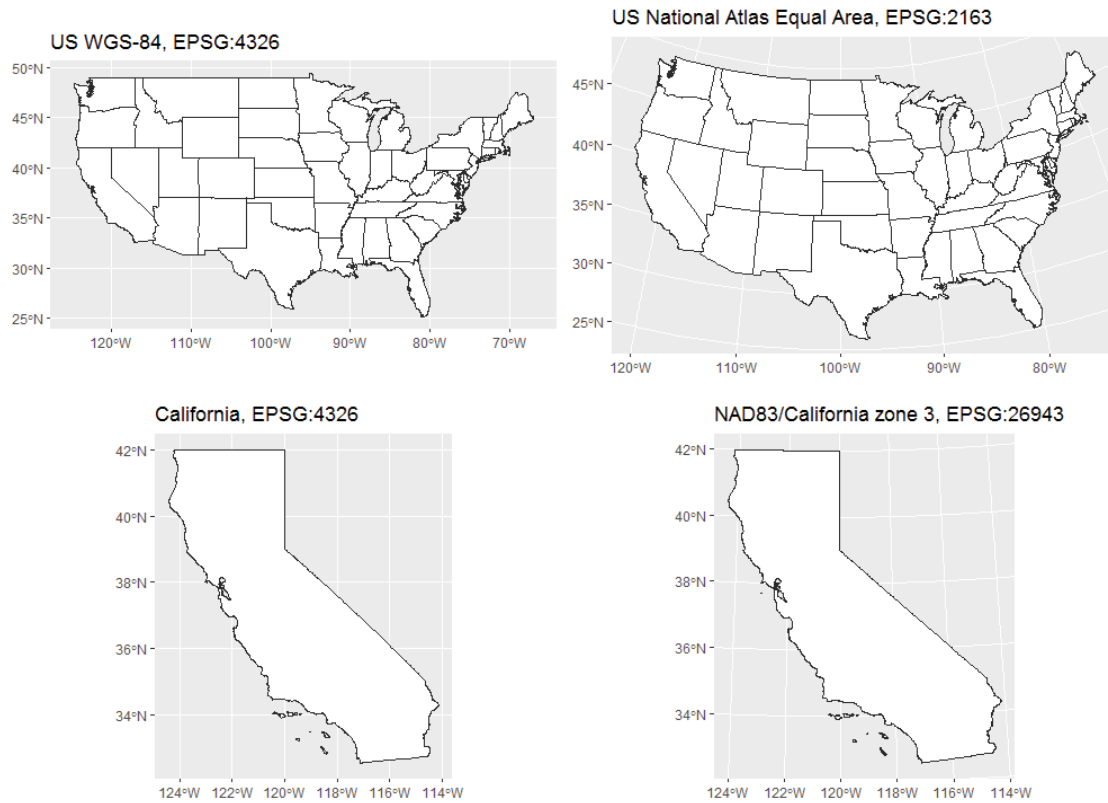 US WGS-84, EPSG:4326
50°N
45°N
40°N
35°N
30°N
25°N
120°W 110°W 100°W 90°W 80°W 70°W
US National Atlas Equal Area, EPSG:2163
45°N
40°N
35°N
30°N
25°N
120°W 110°W 100°W 90°W 80°W
California, EPSG:4326
42°N
40°N
38°N
36°N
34°N
124°W 122°W 120°W 118°W 116°W 114°W
NAD83/California zone 3, EPSG:26943
42°N
40°N
38°N
36°N
34°N
124°W 122°W 120°W 118°W 116°W 114°W